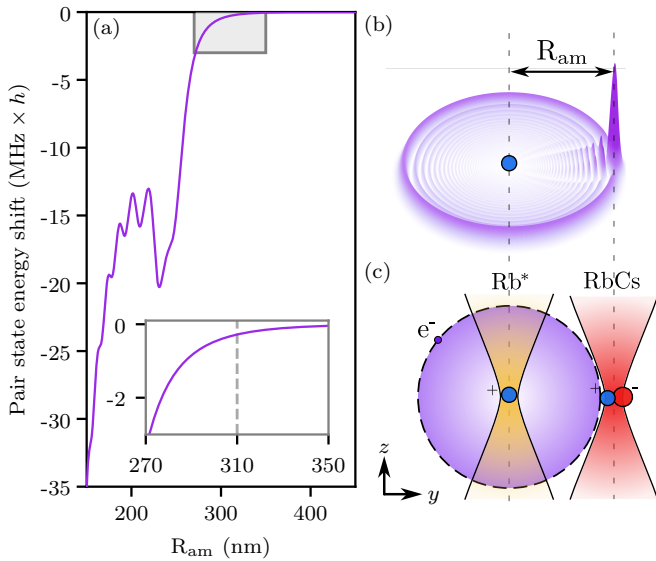 (a)
Pair state energy shift (MHz × h)
0
-5
-10
-15
-20
-25
-30
-35
0
-2
270
310
350
200
300
400
R_am (nm)
(b)
R_am
(c)
Rb*
RbCs
e-
+
+
-
z
y